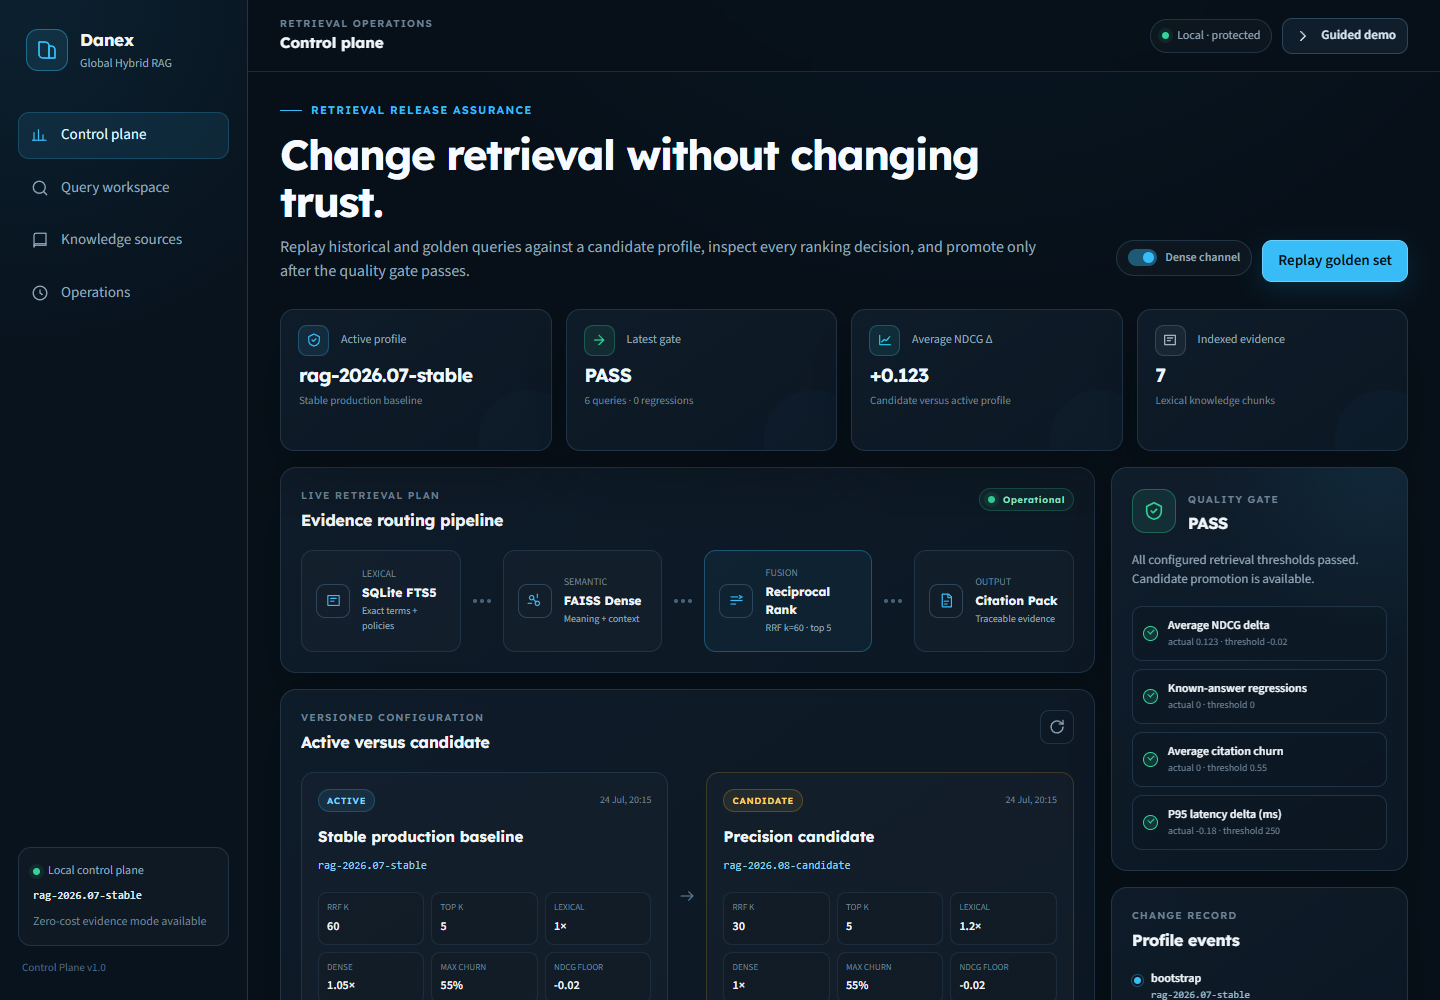 Danex
Global Hybrid RAG
Control plane
Query workspace
Knowledge sources
Operations
Local control plane
rag-2026.07-stable
Zero-cost evidence mode available
Control Plane v1.0
RETRIEVAL OPERATIONS
Control plane
Local · protected
Guided demo
RETRIEVAL RELEASE ASSURANCE
Change retrieval without changing
trust.
Replay historical and golden queries against a candidate profile, inspect every ranking decision, and promote only
after the quality gate passes.
Dense channel
Replay golden set
Active profile
rag-2026.07-stable
Stable production baseline
Latest gate
PASS
6 queries · 0 regressions
Average NDCG Δ
+0.123
Candidate versus active profile
Indexed evidence
7
Lexical knowledge chunks
LIVE RETRIEVAL PLAN
Evidence routing pipeline
Operational
LEXICAL
SQLite FTS5
Exact terms +
policies
SEMANTIC
FAISS Dense
Meaning + context
FUSION
Reciprocal
Rank
RRF k=60 · top 5
OUTPUT
Citation Pack
Traceable evidence
VERSIONED CONFIGURATION
Active versus candidate
ACTIVE
24 Jul, 20:15
Stable production baseline
rag-2026.07-stable
RRF K
60
TOP K
5
LEXICAL
1×
DENSE
1.05×
MAX CHURN
55%
NDCG FLOOR
-0.02
CANDIDATE
24 Jul, 20:15
Precision candidate
rag-2026.08-candidate
RRF K
30
TOP K
5
LEXICAL
1.2×
DENSE
1×
MAX CHURN
55%
NDCG FLOOR
-0.02
QUALITY GATE
PASS
All configured retrieval thresholds passed.
Candidate promotion is available.
Average NDCG delta
actual 0.123 · threshold -0.02
Known-answer regressions
actual 0 · threshold 0
Average citation churn
actual 0 · threshold 0.55
P95 latency delta (ms)
actual -0.18 · threshold 250
CHANGE RECORD
Profile events
bootstrap
rag-2026.07-stable